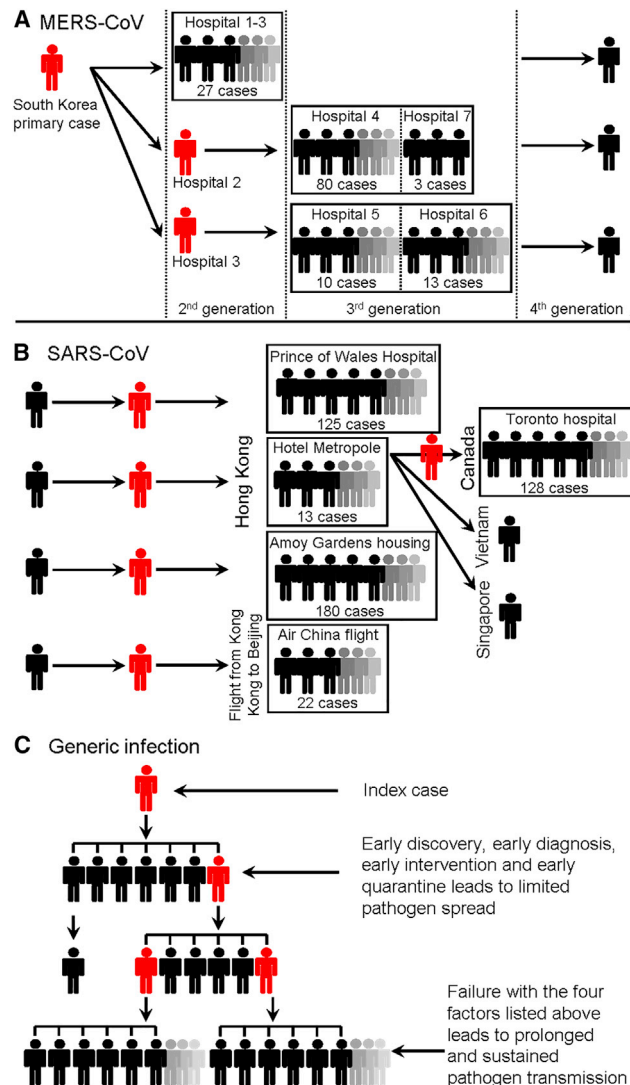 A MERS-CoV
South Korea
primary case
Hospital 1-3
27 cases
Hospital 2
Hospital 4
80 cases
Hospital 7
3 cases
Hospital 3
Hospital 5
10 cases
Hospital 6
13 cases
2nd generation
3rd generation
4th generation
B SARS-CoV
Hong Kong
Prince of Wales Hospital
125 cases
Hotel Metropole
13 cases
Canada
Toronto hospital
128 cases
Vietnam
Singapore
Amoy Gardens housing
180 cases
Flight from Kong
Kong to Beijing
Air China flight
22 cases
C Generic infection
Index case
Early discovery, early diagnosis,
early intervention and early
quarantine leads to limited
pathogen spread
Failure with the four
factors listed above
leads to prolonged
and sustained
pathogen transmission